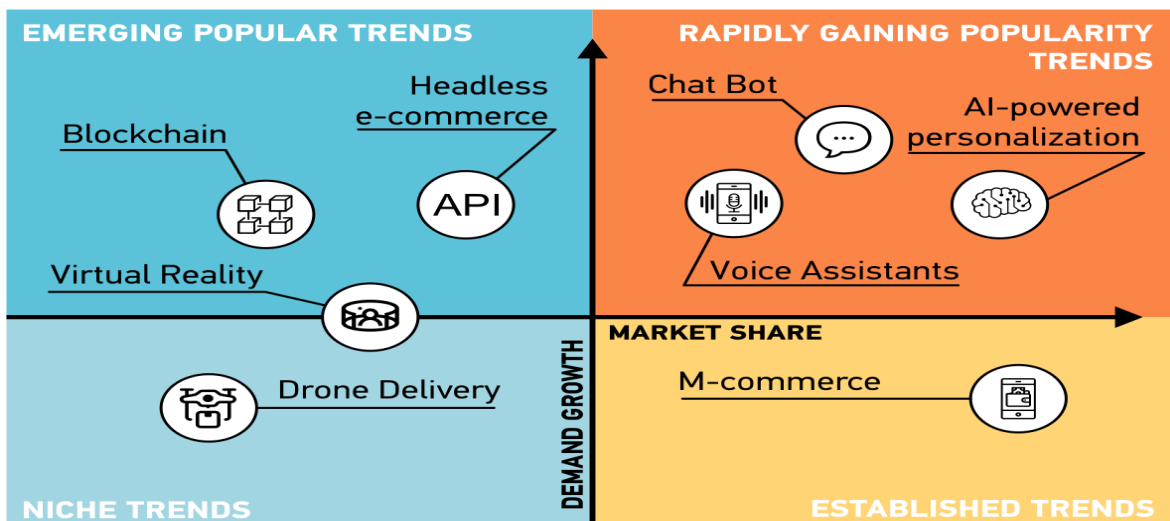 EMERGING POPULAR TRENDS
Headless
e-commerce
Blockchain
API
Virtual Reality
RAPIDLY GAINING POPULARITY
TRENDS
Chat Bot
AI-powered
personalization
Voice Assistants
DEMAND GROWTH
MARKET SHARE
Drone Delivery
NICHE TRENDS
M-commerce
ESTABLISHED TRENDS